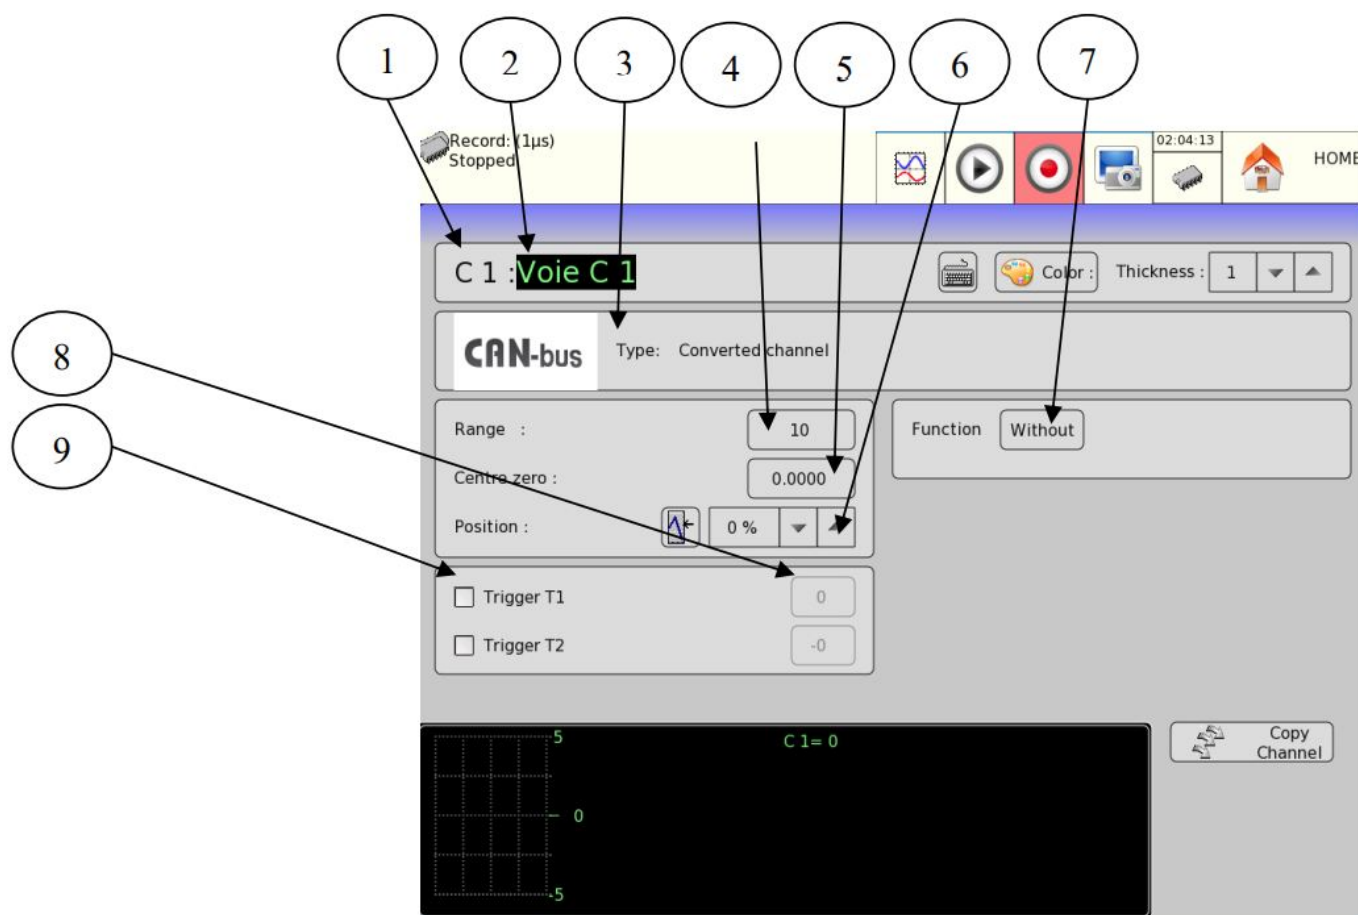 1 2 3 4 5 6 7
Record: (1µs)
Stopped
02:04:13
HOME
C 1 :Voie C 1
Color :
Thickness :
1
8
CAN-bus
Type: Converted channel
9
Range :
10
Function
Without
Centre zero :
0.0000
Position :
0 %
Trigger T1
0
Trigger T2
-0
5
C 1= 0
Copy
Channel
0
-5